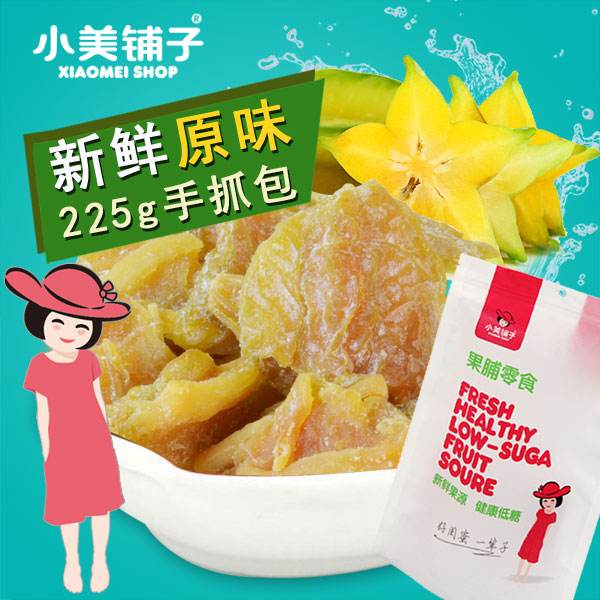 小美铺子®
XIAOMEI SHOP
新鲜原味
225g手抓包
小美铺子
果脯零食
FRESH
HEALTHY
LOW-SUGA
FRUIT
SOURE
新鲜果源 健康低糖